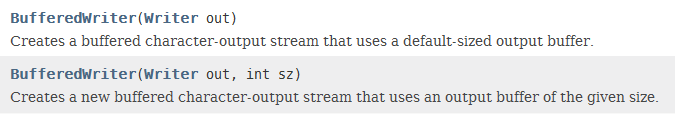 BufferedWriter(Writer out)
Creates a buffered character-output stream that uses a default-sized output buffer.
BufferedWriter(Writer out, int sz)
Creates a new buffered character-output stream that uses an output buffer of the given size.